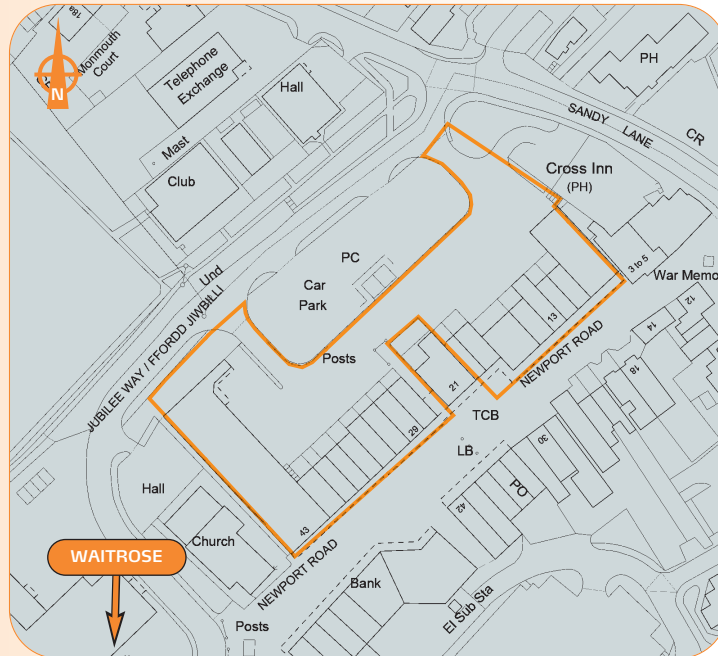 18a
Monmouth
Court
N
Telephone
Exchange
Hall
PH
SANDY LANE
CR
Mast
Club
Cross Inn
(PH)
Und
PC
Car
Park
3 to 5
War Memo
12
13
14
JUBILEE WAY / FFORDD JIWBILLI
Posts
NEWPORT ROAD
18
21
TCB
29
30
LB
PO
42
Hall
43
Church
WAITROSE
NEWPORT ROAD
Bank
El Sub Sta
Posts